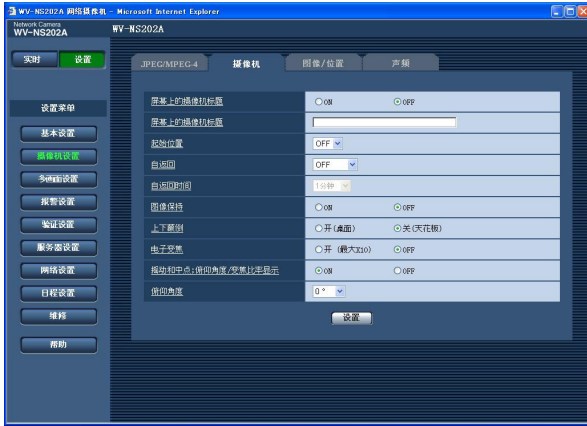 WV-NS202A 网络摄像机 - Microsoft Internet Explorer
Network Camera
WV-NS202A
WV-NS202A
实时 设置
JPEG/MPEG-4 摄像机 图像/位置 声频
设置菜单
基本设置
摄像机设置
多画面设置
报警设置
验证设置
服务器设置
网络设置
日程设置
维修
帮助
屏幕上的摄像机标题 ON OFF
屏幕上的摄像机标题
起始位置 OFF
自返回 OFF
自返回时间 1分钟
图像保持 ON OFF
上下颠倒 开(桌面) 关(天花板)
电子变焦 开 (最大X10) OFF
摇动和中点;俯仰角度/变焦比率显示 ON OFF
俯仰角度 0°
设置